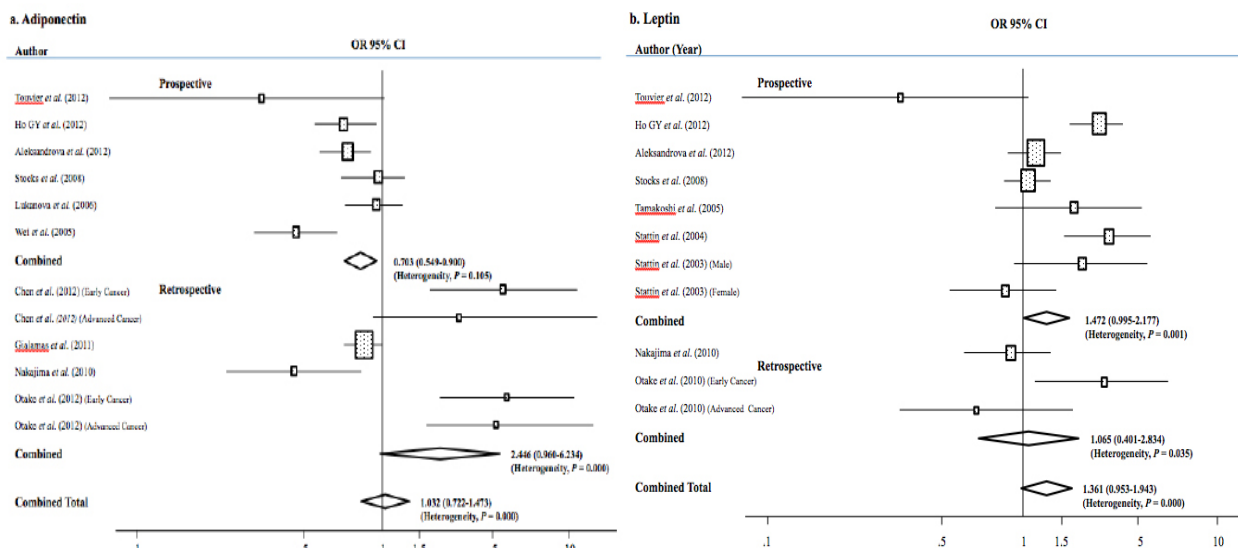 a. Adiponectin
OR 95% CI
Author
Prospective
Touvier et al. (2012)
Ho GY et al. (2012)
Aleksandrova et al. (2012)
Stocks et al. (2008)
Lukanova et al. (2006)
Wei et al. (2005)
Combined
0.703 (0.549-0.900)
(Heterogeneity, P = 0.105)
Retrospective
Chen et al. (2012) (Early Cancer)
Chen et al. (2012) (Advanced Cancer)
Gialamas et al. (2011)
Nakajima et al. (2010)
Otake et al. (2012) (Early Cancer)
Otake et al. (2012) (Advanced Cancer)
Combined
2.446 (0.960-6.234)
(Heterogeneity, P = 0.000)
Combined Total
1.032 (0.722-1.473)
(Heterogeneity, P = 0.000)
.1 .5 1 1.5 5 10
b. Leptin
OR 95% CI
Author (Year)
Prospective
Touvier et al. (2012)
Ho GY et al. (2012)
Aleksandrova et al. (2012)
Stocks et al. (2008)
Tamakoshi et al. (2005)
Stattin et al. (2004)
Stattin et al. (2003) (Male)
Stattin et al. (2003) (Female)
Combined
1.472 (0.995-2.177)
(Heterogeneity, P = 0.001)
Nakajima et al. (2010)
Retrospective
Otake et al. (2010) (Early Cancer)
Otake et al. (2010) (Advanced Cancer)
Combined
1.065 (0.401-2.834)
(Heterogeneity, P = 0.035)
Combined Total
1.361 (0.953-1.943)
(Heterogeneity, P = 0.000)
.1 .5 1 1.5 5 10